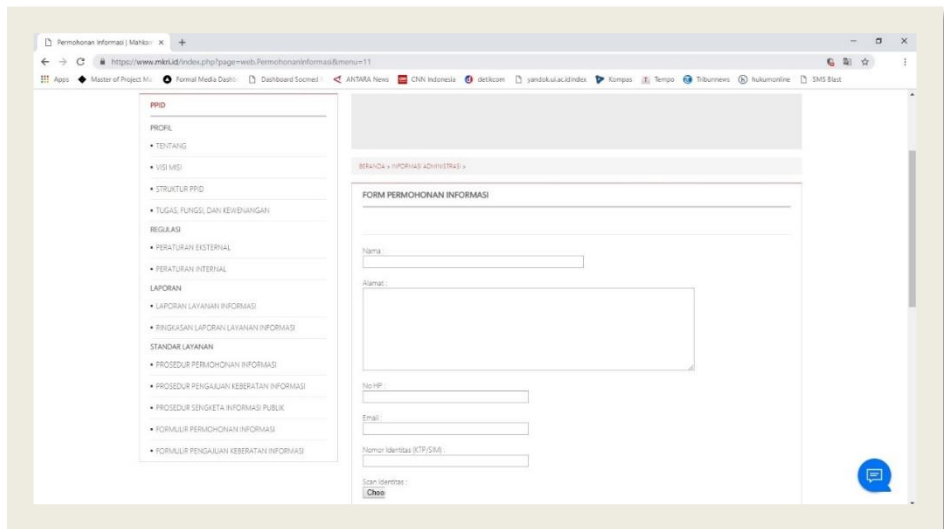 Permohonan Informasi | Mahkar
https://www.mkri.id/index.php?page=web.PermohonanInformasi&menu=11
Apps
Master of Project Ma
Formal Media Dashb
Dashboard Socmed
ANTARA News
CNN Indonesia
detikcom
yandok.ui.ac.idindex
Kompas
Tempo
Tribunnews
hukumonline
SMS Blast
PPID
PROFIL
• TENTANG
• VISI MISI
• STRUKTUR PPID
• TUGAS, FUNGSI, DAN KEWENANGAN
REGULASI
• PERATURAN EKSTERNAL
• PERATURAN INTERNAL
LAPORAN
• LAPORAN LAYANAN INFORMASI
• RINGKASAN LAPORAN LAYANAN INFORMASI
STANDAR LAYANAN
• PROSEDUR PERMOHONAN INFORMASI
• PROSEDUR PENGAJUAN KEBERATAN INFORMASI
• PROSEDUR SENGKETA INFORMASI PUBLIK
• FORMULIR PERMOHONAN INFORMASI
• FORMULIR PENGAJUAN KEBERATAN INFORMASI
BERANDA » INFORMASI ADMINISTRASI »
FORM PERMOHONAN INFORMASI
Nama :
Alamat :
No HP :
Email :
Nomor Identitas (KTP/SIM) :
Scan Identitas :
Choo